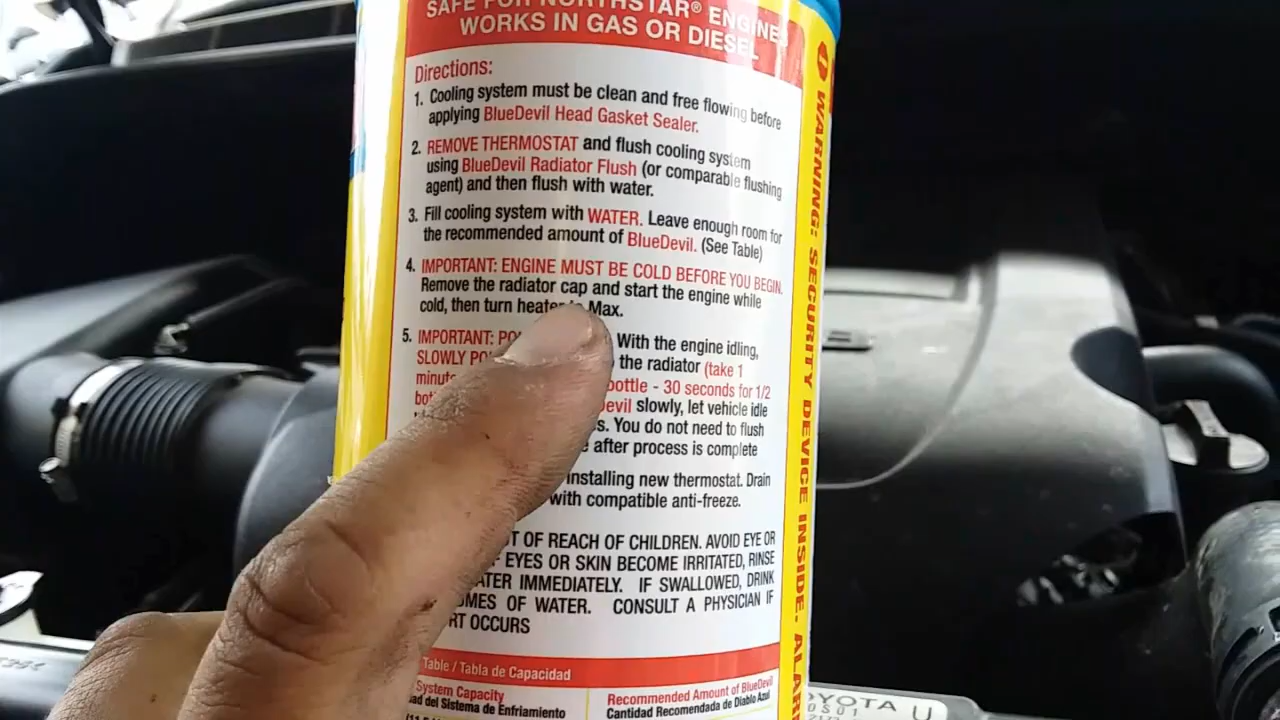 SAFE FOR NORTHSTAR® ENGINES
WORKS IN GAS OR DIESEL
Directions:
1. Cooling system must be clean and free flowing before
applying BlueDevil Head Gasket Sealer.
2. REMOVE THERMOSTAT and flush cooling system
using BlueDevil Radiator Flush (or comparable flushing
agent) and then flush with water.
3. Fill cooling system with WATER. Leave enough room for
the recommended amount of BlueDevil. (See Table)
4. IMPORTANT: ENGINE MUST BE COLD BEFORE YOU BEGIN.
Remove the radiator cap and start the engine while
cold, then turn heater to Max.
5. IMPORTANT: With the engine idling,
SLOWLY the radiator (take 1
bottle - 30 seconds for 1/2
slowly, let vehicle idle
You do not need to flush
after process is complete
installing new thermostat. Drain
with compatible anti-freeze.
OF REACH OF CHILDREN. AVOID EYE OR
EYES OR SKIN BECOME IRRITATED, RINSE
IMMEDIATELY. IF SWALLOWED, DRINK
OF WATER. CONSULT A PHYSICIAN IF
OCCURS
Table / Tabla de Capacidad
System Capacity
del Sistema de Enfriamiento
Recommended Amount of BlueDevil
Cantidad Recomendada de Diablo Azul
WARNING: SECURITY DEVICE INSIDE.
TOYOTA